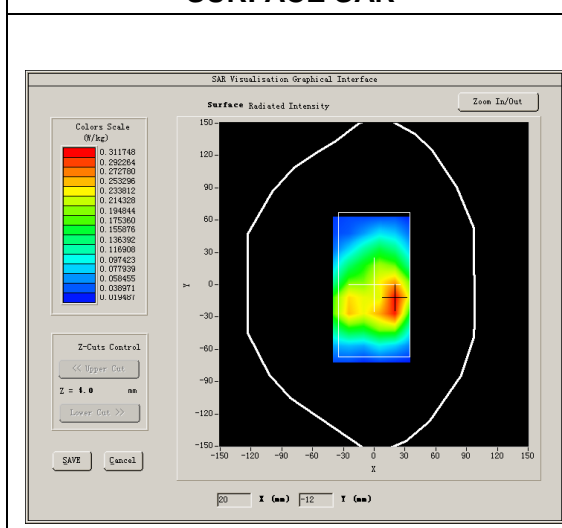 SURFACE SAR
SAR Visualisation Graphical Interface
Surface Radiated Intensity
Zoom In/Out
Colors Scale
(W/kg)
0.311748
0.292264
0.272780
0.253296
0.233812
0.214328
0.194844
0.175360
0.155876
0.136392
0.116908
0.097423
0.077939
0.058455
0.038971
0.019487
Z-Cuts Control
<< Upper Cut
Z = 4.0 mm
Lower Cut >>
SAVE
Cancel
150
120
90
60
30
0
-30
-60
-90
-120
-150
Y
-150 -120 -90 -60 -30 0 30 60 90 120 150
X
20 X (mm) -12 Y (mm)